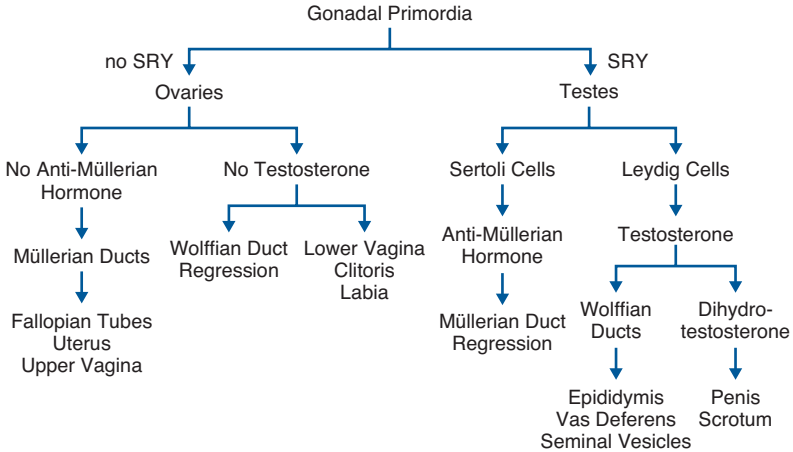 Gonadal Primordia
no SRY
SRY
Ovaries
Testes
No Anti-Müllerian
Hormone
No Testosterone
Sertoli Cells
Leydig Cells
Müllerian Ducts
Wolffian Duct
Regression
Lower Vagina
Clitoris
Labia
Anti-Müllerian
Hormone
Testosterone
Fallopian Tubes
Uterus
Upper Vagina
Müllerian Duct
Regression
Wolffian
Ducts
Dihydro-
testosterone
Epididymis
Vas Deferens
Seminal Vesicles
Penis
Scrotum